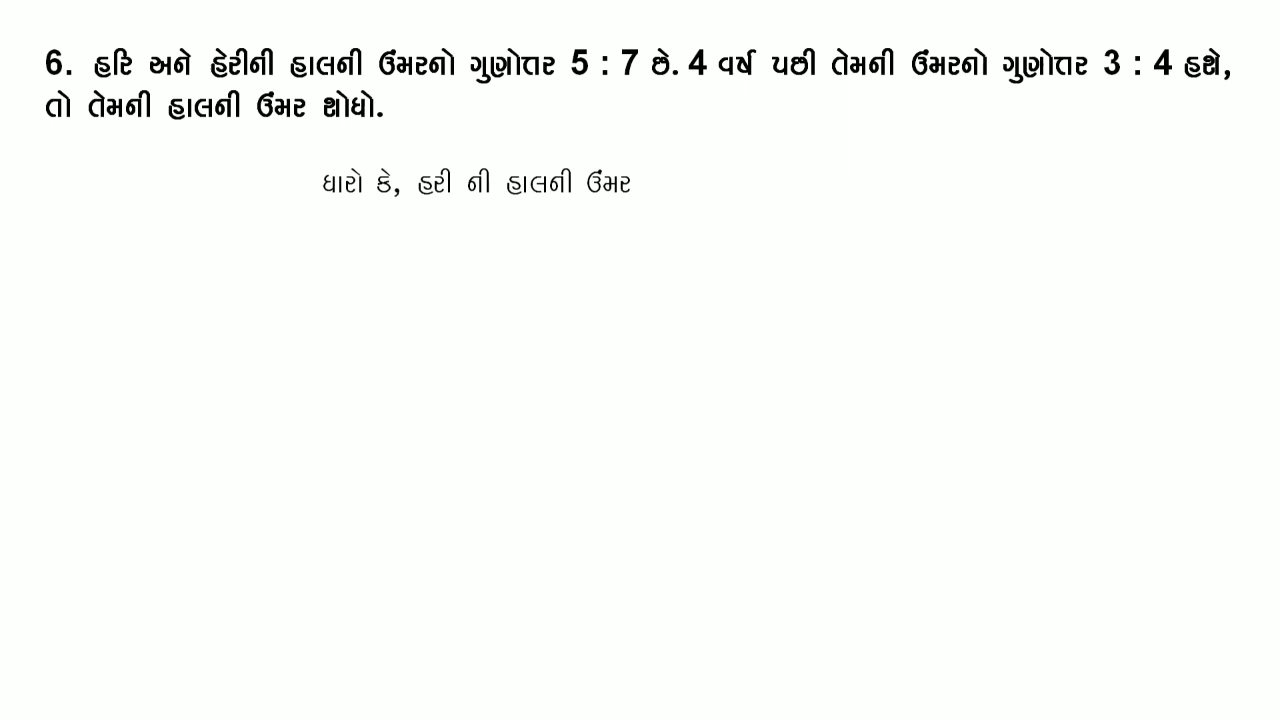 6. હરિ અને હેરીની હાલની ઉંમરનો ગુણોત્તર 5 : 7 છે. 4 વર્ષ પછી તેમની ઉંમરનો ગુણોત્તર 3 : 4 હશે,
તો તેમની હાલની ઉંમર શોધો.
ધારો કે, હરી ની હાલની ઉંમર